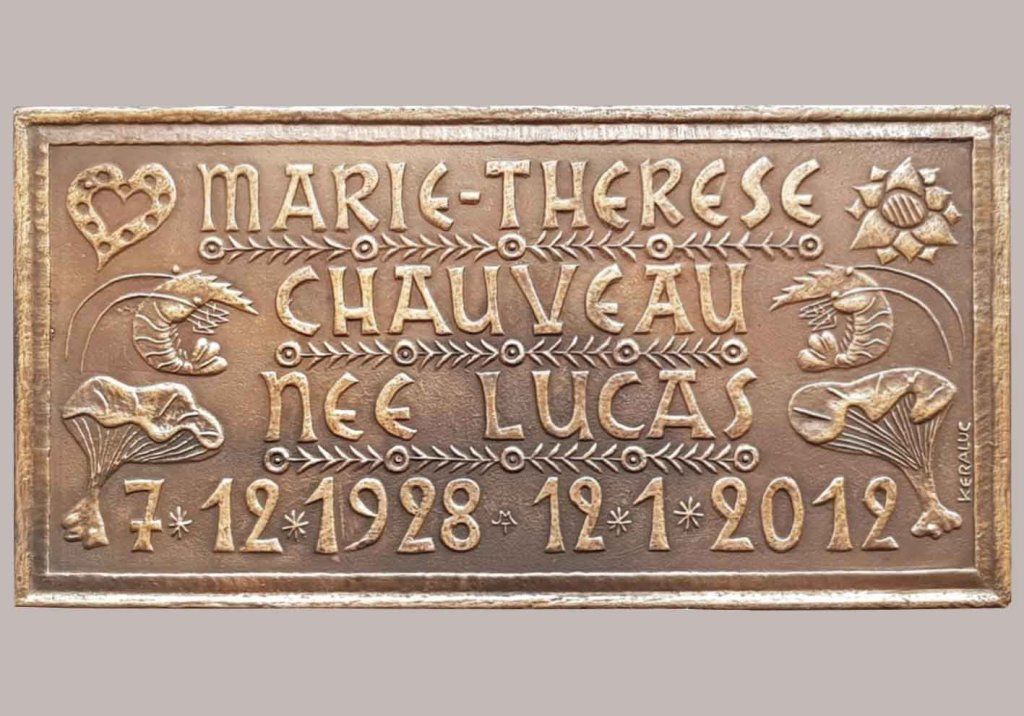 MARIE-THERESE
CHAUVEAU
NEE LUCAS
7*12*1928 12*1*2012
KERALUC